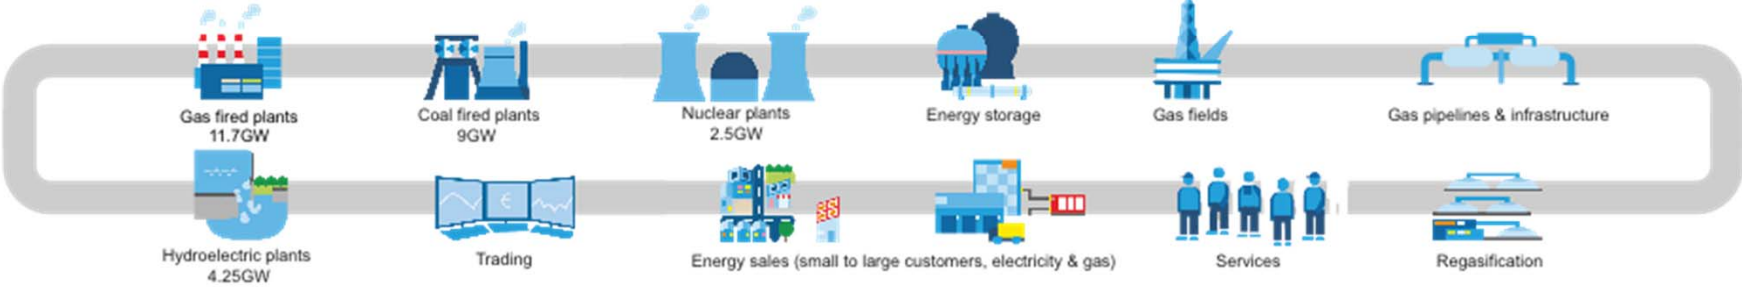 Gas fired plants
11.7GW
Coal fired plants
9GW
Nuclear plants
2.5GW
Energy storage
Gas fields
Gas pipelines & infrastructure
Hydroelectric plants
4.25GW
Trading
€
Energy sales (small to large customers, electricity & gas)
Services
Regasification